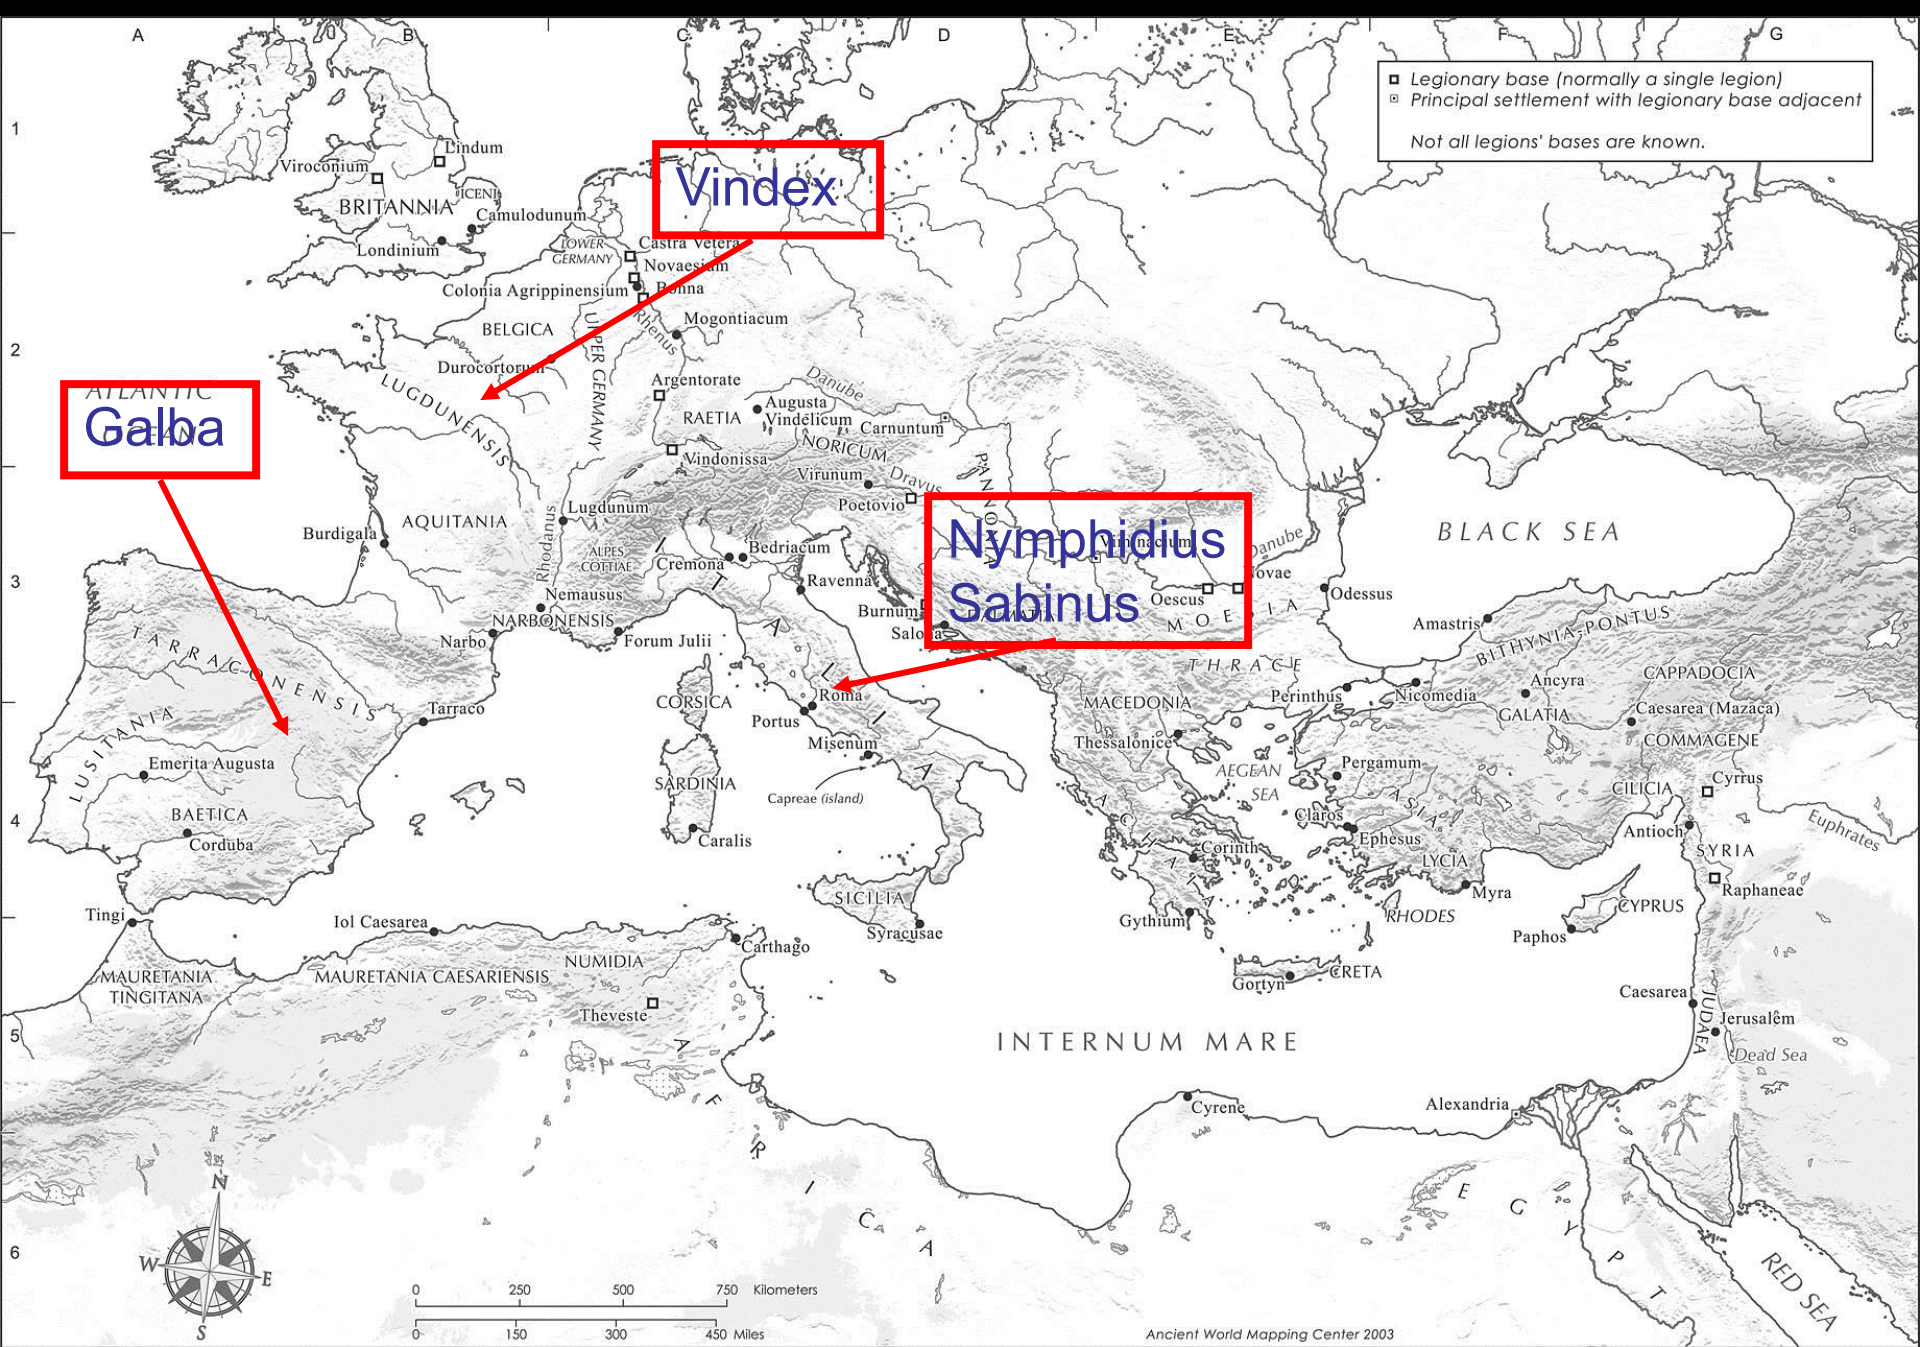 A
B
C
D
E
F
G
1
2
3
4
5
6
Legionary base (normally a single legion)
Principal settlement with legionary base adjacent
Not all legions' bases are known.
Vindex
Galba
Nymphidius
Sabinus
Lindum
Viroconium
ICENI
BRITANNIA
Camulodunum
Londinium
LOWER
GERMANY
Castra Vetera
Novaesium
Colonia Agrippinensium
Bonna
BELGICA
UPPER GERMANY
Rhenus
Mogontiacum
Durocortorum
LUGDUNENSIS
ATLANTIC
OCEAN
Argentorate
RAETIA
Augusta
Vindelicum
Danube
Carnuntum
NORICUM
Vindonissa
Virunum
Dravus
PANNONIA
Poetovio
Lugdunum
AQUITANIA
Burdigala
Rhodanus
ALPES
COTTIAE
Cremona
Bedriacum
ITALIA
Ravenna
Nemausus
NARBONENSIS
Narbo
Forum Julii
Burnum
Salona
DALMATIA
Viminacium
Danube
Novae
Oescus
MOESIA
Odessus
BLACK SEA
Amastris
BITHYNIA-PONTUS
THRACE
Perinthus
Nicomedia
Ancyra
GALATIA
CAPPADOCIA
Caesarea (Mazaca)
COMMAGENE
TARRACONENSIS
Tarraco
LUSITANIA
Emerita Augusta
BAETICA
Corduba
CORSICA
Roma
Portus
Misenum
Capreae (island)
SARDINIA
Caralis
MACEDONIA
Thessalonice
AEGEAN
SEA
Pergamum
ASIA
Claros
Ephesus
LYCIA
Myra
CILICIA
Cyrrus
Antioch
SYRIA
Euphrates
Raphaneae
ACHAIA
Corinth
Gythium
RHODES
CYPRUS
Paphos
SICILIA
Syracusae
Tingi
Iol Caesarea
Carthago
MAURETANIA
TINGITANA
MAURETANIA CAESARIENSIS
NUMIDIA
Theveste
CRETA
Gortyn
INTERNUM MARE
Caesarea
JUDAEA
Jerusalem
Dead Sea
Cyrene
Alexandria
AFRICA
EGYPT
RED SEA
N
W
E
S
0 250 500 750 Kilometers
0 150 300 450 Miles
Ancient World Mapping Center 2003